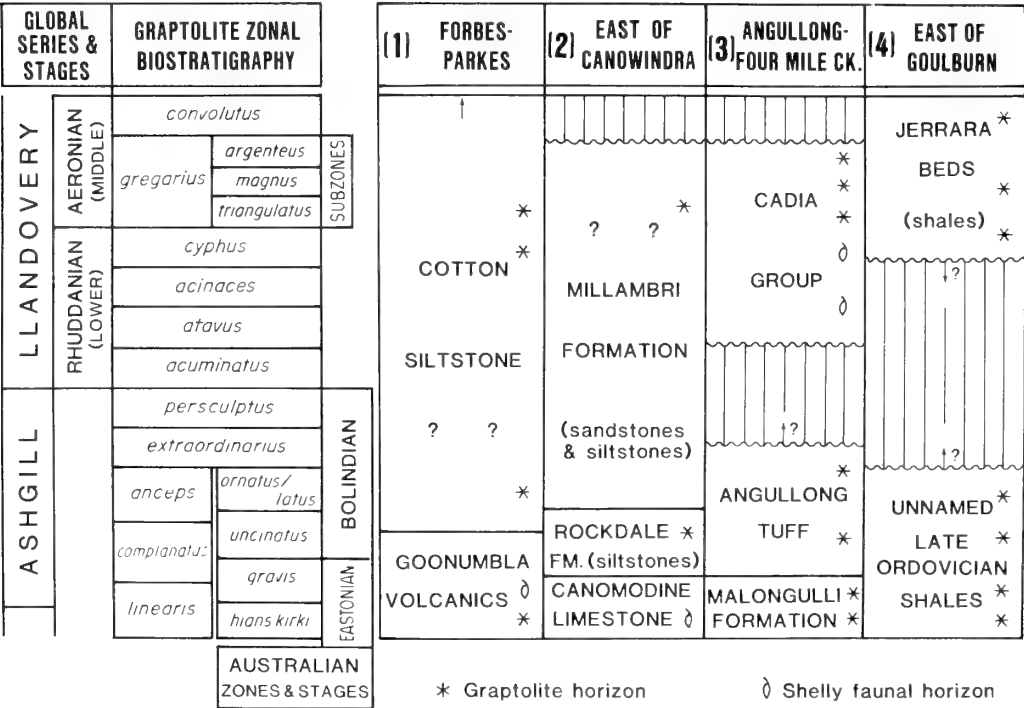 GLOBAL
SERIES &
STAGES
GRAPTOLITE ZONAL
BIOSTRATIGRAPHY
(1) FORBES-
PARKES
(2) EAST OF
CANOWINDRA
(3) ANGULLONG-
FOUR MILE CK.
(4) EAST OF
GOULBURN
LLANDOVERY
AERONIAN
(MIDDLE)
RHUDDANIAN
(LOWER)
ASHGILL
convolutus
gregarius
argenteus
magnus
triangulatus
SUBZONES
cyphus
acinaces
atavus
acuminatus
persculptus
extraordinarius
anceps
complanatus
linearis
ornatus/
latus
uncinatus
gravis
hians kirki
BOLINDIAN
EASTONIAN
AUSTRALIAN
ZONES & STAGES
↑
*
*
COTTON
SILTSTONE
? ?
*
GOONUMBLA
VOLCANICS
*
*
? ?
MILLAMBRI
FORMATION
(sandstones
& siltstones)
ROCKDALE *
FM. (siltstones)
CANOMODINE
LIMESTONE
*
*
CADIA
*
GROUP
↑?
*
ANGULLONG
TUFF *
MALONGULLI *
FORMATION *
JERRARA *
BEDS
*
(shales)
*
↓?
↑?
UNNAMED *
LATE *
ORDOVICIAN
SHALES *
*
* Graptolite horizon
Shelly faunal horizon